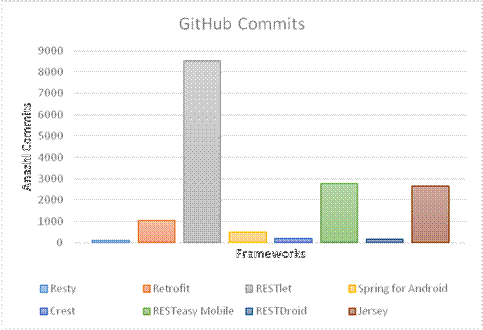 GitHub Commits
9000
8000
7000
6000
5000
4000
3000
2000
1000
0
Commits
Frameworks
Resty Retrofit RESTlet Spring for Android
Crest RESTeasy Mobile RESTDroid Jersey